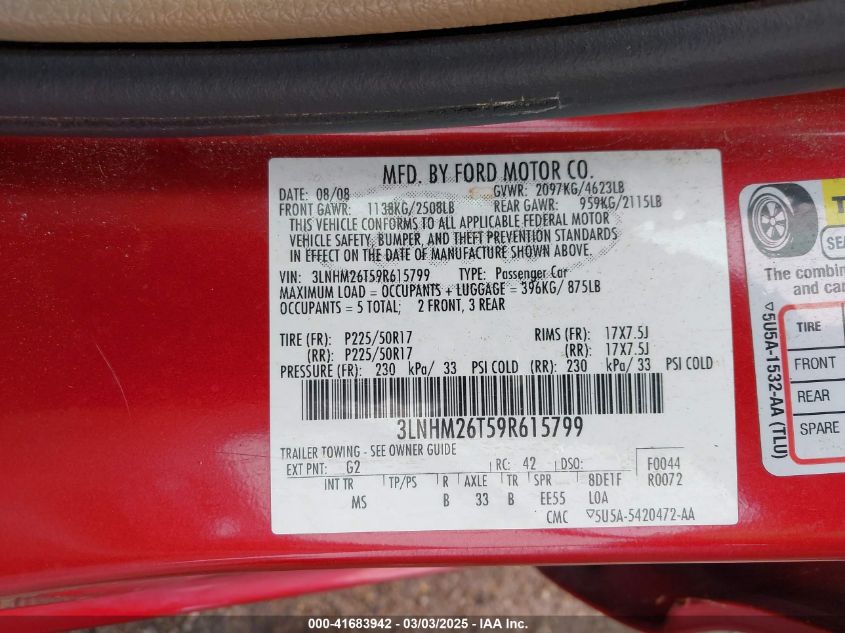 MFD. BY FORD MOTOR CO.
DATE: 08/08 GVWR: 2097KG/4623LB
FRONT GAWR: 1138KG/2508LB REAR GAWR: 959KG/2115LB
THIS VEHICLE CONFORMS TO ALL APPLICABLE FEDERAL MOTOR
VEHICLE SAFETY, BUMPER, AND THEFT PREVENTION STANDARDS
IN EFFECT ON THE DATE OF MANUFACTURE SHOWN ABOVE.
VIN: 3LNHM26T59R615799 TYPE: Passenger Car
MAXIMUM LOAD = OCCUPANTS + LUGGAGE = 396KG/ 875LB
OCCUPANTS = 5 TOTAL; 2 FRONT, 3 REAR
TIRE (FR): P225/50R17 RIMS (FR): 17X7.5J
(RR): P225/50R17 (RR): 17X7.5J
PRESSURE (FR): 230 kPa/ 33 PSI COLD (RR): 230 kPa/ 33 PSI COLD
3LNHM26T59R615799
TRAILER TOWING - SEE OWNER GUIDE
EXT PNT: G2 RC: 42 DSO: F0044
INT TR TP/PS R AXLE TR SPR 8DE1F R0072
MS B 33 B EE55 LOA
CMC ▽5U5A-5420472-AA
T
SEA
The combin
and car
TIRE
FRONT
REAR
SPARE
▽5U5A-1532-AA (TLU)
000-41683942 - 03/03/2025 - IAA Inc.